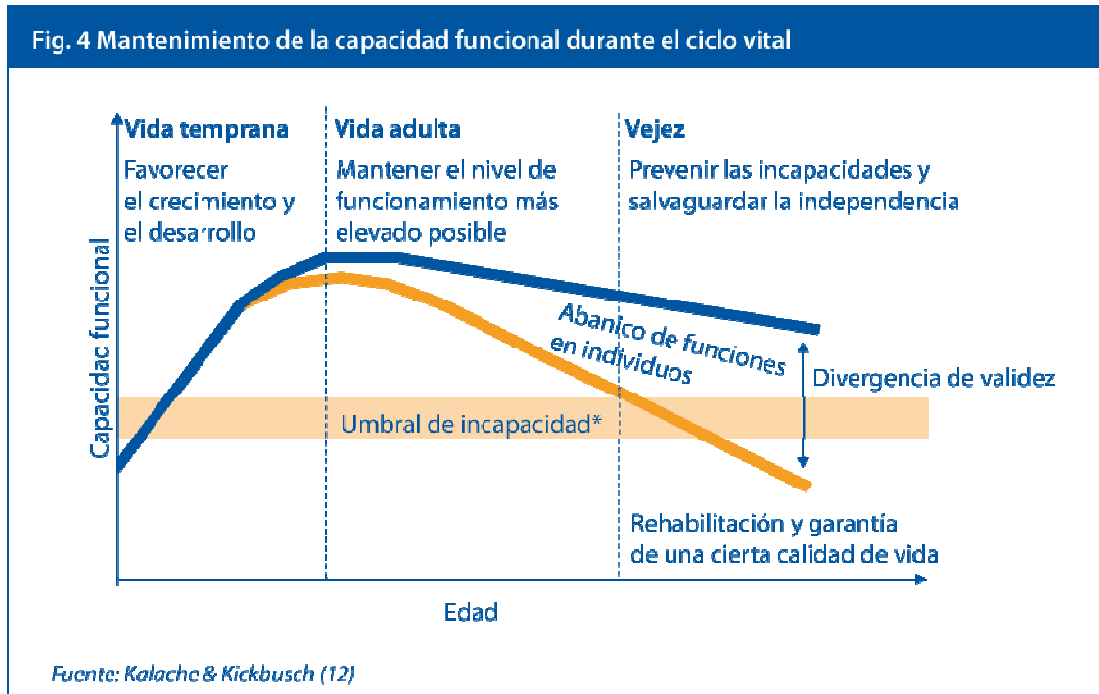 Fig. 4 Mantenimiento de la capacidad funcional durante el ciclo vital
Vida temprana
Favorecer
el crecimiento y
el desarrollo
Vida adulta
Mantener el nivel de
funcionamiento más
elevado posible
Vejez
Prevenir las incapacidades y
salvaguardar la independencia
Capacidad funcional
Abanico de funciones
en individuos
Divergencia de validez
Umbral de incapacidad*
Rehabilitación y garantía
de una cierta calidad de vida
Edad
Fuente: Kalache & Kickbusch (12)